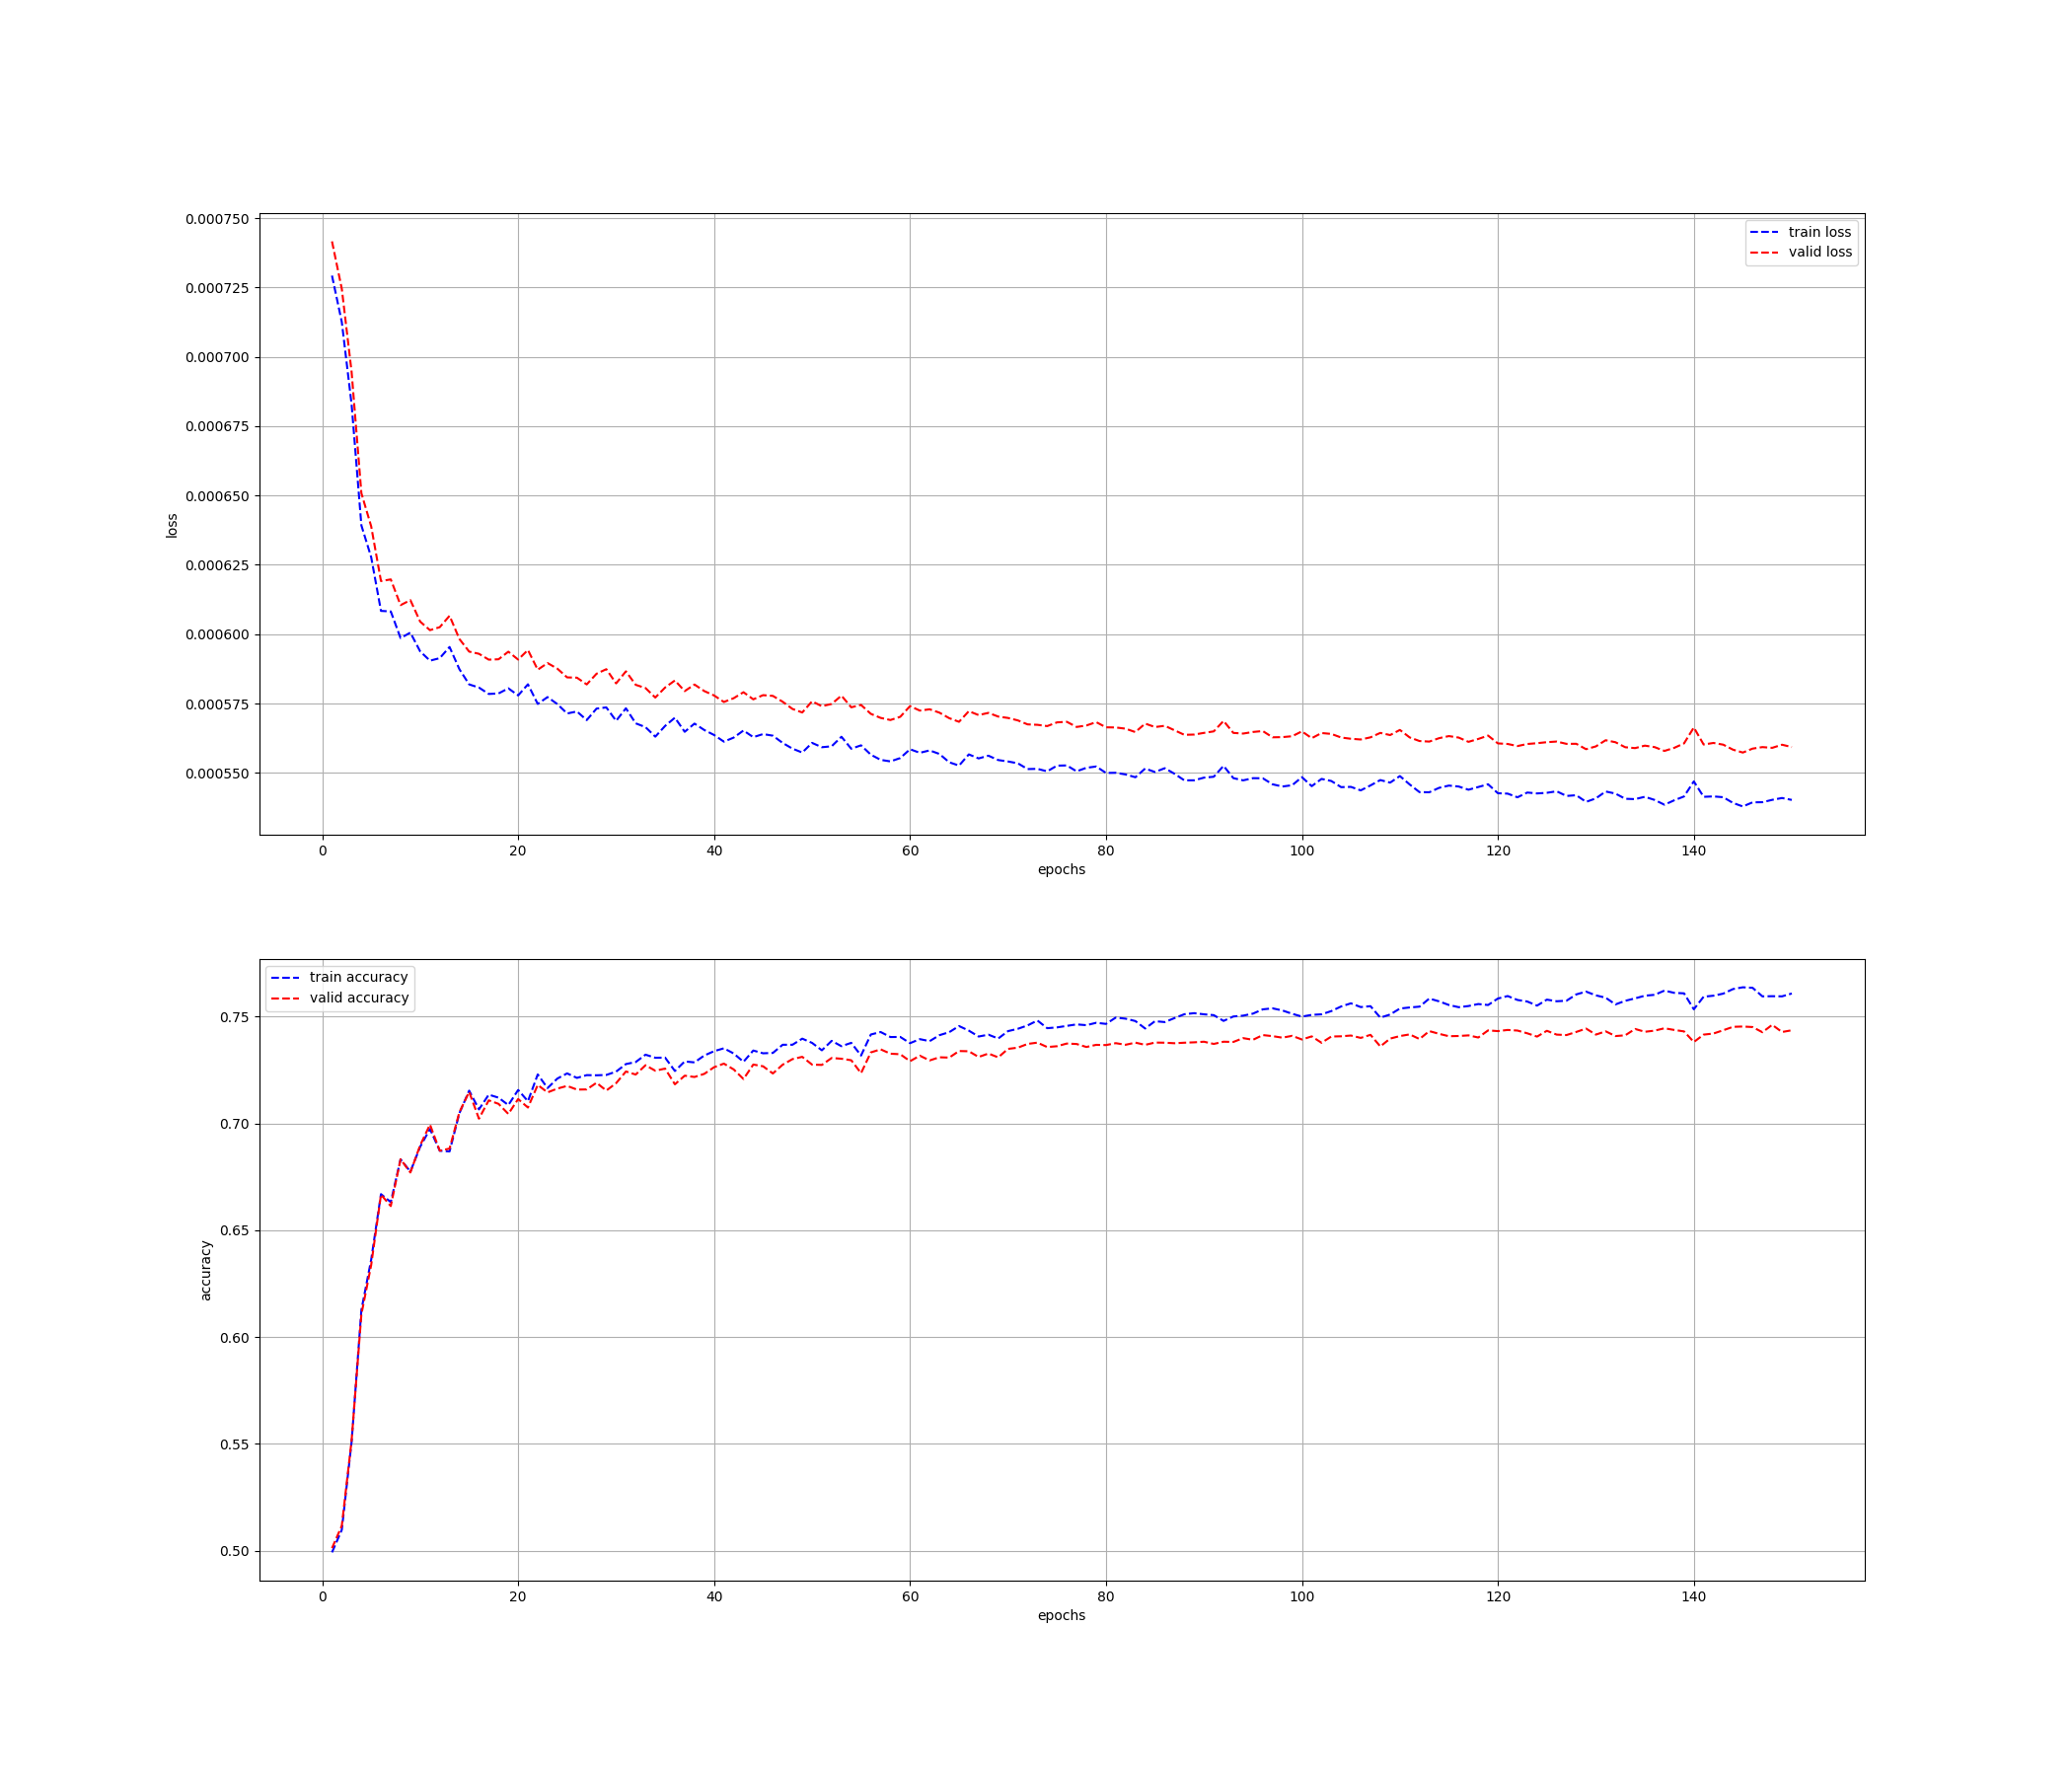 0.000750
0.000725
0.000700
0.000675
0.000650
0.000625
0.000600
0.000575
0.000550
loss
train loss
valid loss
0 20 40 60 80 100 120 140
epochs
train accuracy
valid accuracy
0.75
0.70
0.65
0.60
0.55
0.50
accuracy
0 20 40 60 80 100 120 140
epochs